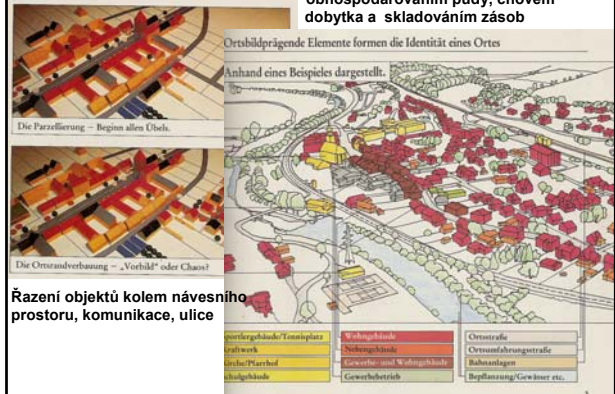 obhospodařováním půdy, chovem
dobytka a skladováním zásob
Ortsbildprägende Elemente formen die Identität eines Ortes
Anhand eines Beispieles dargestellt.
Die Parzellierung – Beginn allen Übels.
Die Ortsrandverbauung – „Vorbild" oder Chaos?
Řazení objektů kolem návesního
prostoru, komunikace, ulice
Sportlergebäude/Tennisplatz
Kraftwerk
Kirche/Pfarrhof
Schulgebäude
Wohngebäude
Nebengebäude
Gewerbe- und Wohngebäude
Gewerbebetrieb
Ortsstraße
Ortsumfahrungsstraße
Bahnanlagen
Bepflanzung/Gewässer etc.